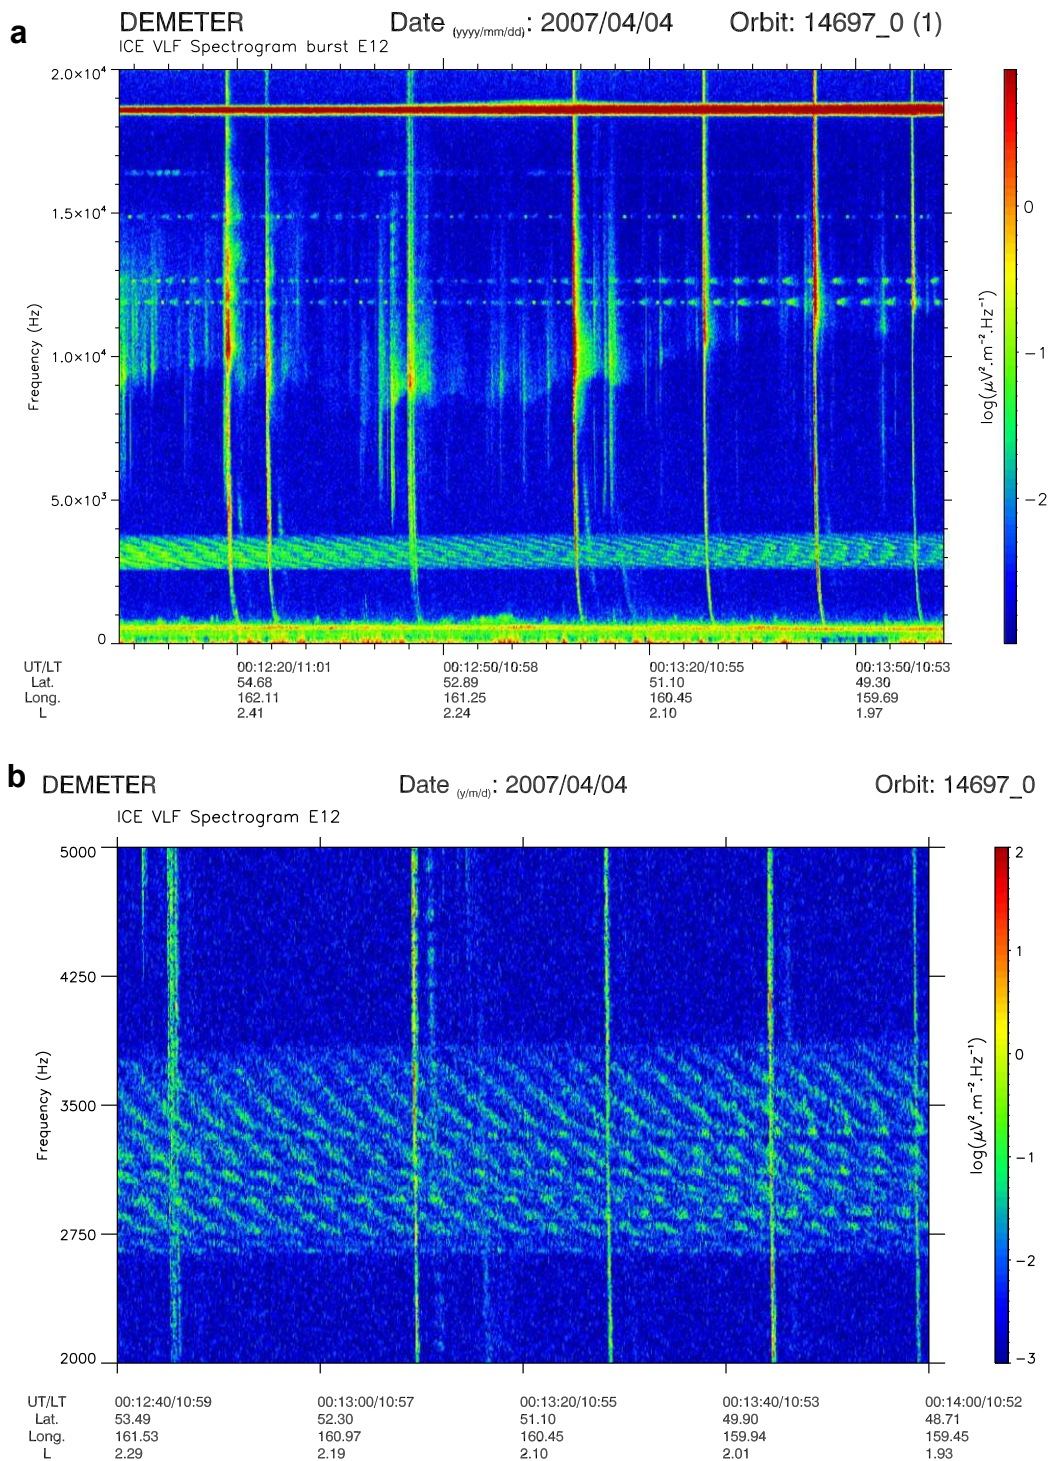 a
DEMETER Date (yyyy/mm/dd): 2007/04/04 Orbit: 14697_0 (1)
ICE VLF Spectrogram burst E12
2.0×10⁴
1.5×10⁴
1.0×10⁴
5.0×10³
0
Frequency (Hz)
0
−1
−2
log(μV².m⁻².Hz⁻¹)
UT/LT 00:12:20/11:01 00:12:50/10:58 00:13:20/10:55 00:13:50/10:53
Lat. 54.68 52.89 51.10 49.30
Long. 162.11 161.25 160.45 159.69
L 2.41 2.24 2.10 1.97
b
DEMETER Date (y/m/d): 2007/04/04 Orbit: 14697_0
ICE VLF Spectrogram E12
5000
4250
3500
2750
2000
Frequency (Hz)
2
1
0
−1
−2
−3
log(μV².m⁻².Hz⁻¹)
UT/LT 00:12:40/10:59 00:13:00/10:57 00:13:20/10:55 00:13:40/10:53 00:14:00/10:52
Lat. 53.49 52.30 51.10 49.90 48.71
Long. 161.53 160.97 160.45 159.94 159.45
L 2.29 2.19 2.10 2.01 1.93